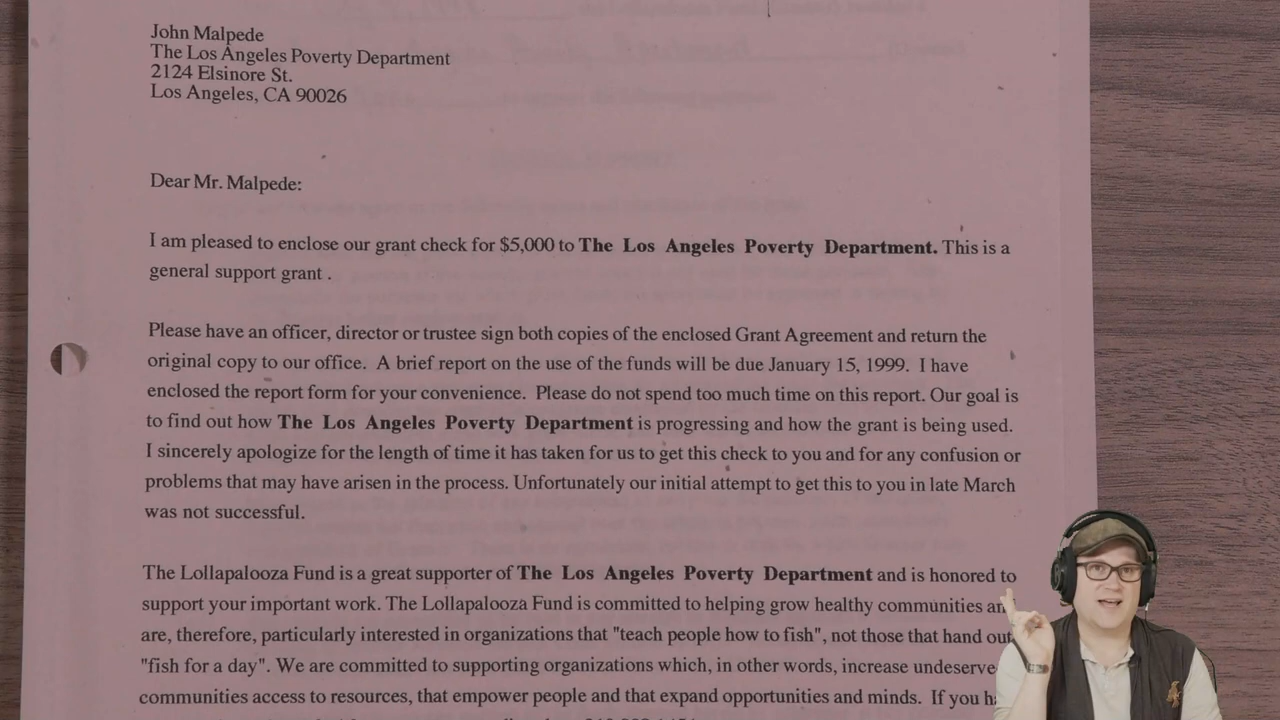 John Malpede
The Los Angeles Poverty Department
2124 Elsinore St.
Los Angeles, CA 90026
Dear Mr. Malpede:
I am pleased to enclose our grant check for $5,000 to The Los Angeles Poverty Department. This is a
general support grant .
Please have an officer, director or trustee sign both copies of the enclosed Grant Agreement and return the
original copy to our office. A brief report on the use of the funds will be due January 15, 1999. I have
enclosed the report form for your convenience. Please do not spend too much time on this report. Our goal is
to find out how The Los Angeles Poverty Department is progressing and how the grant is being used.
I sincerely apologize for the length of time it has taken for us to get this check to you and for any confusion or
problems that may have arisen in the process. Unfortunately our initial attempt to get this to you in late March
was not successful.
The Lollapalooza Fund is a great supporter of The Los Angeles Poverty Department and is honored to
support your important work. The Lollapalooza Fund is committed to helping grow healthy communities
are, therefore, particularly interested in organizations that "teach people how to fish", not those that hand out
"fish for a day". We are committed to supporting organizations which, in other words, increase
communities access to resources, that empower people and that expand opportunities and minds. If you